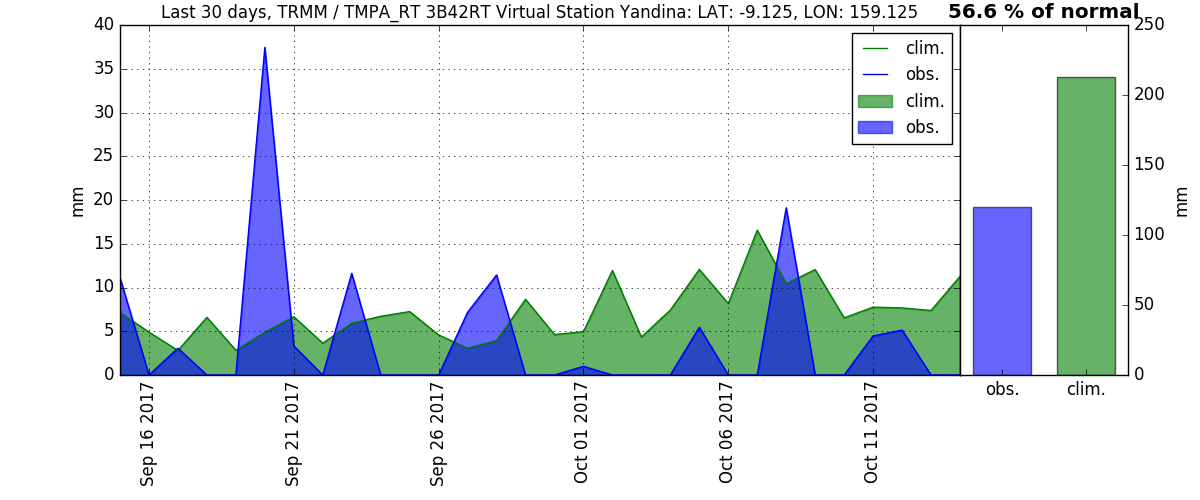 Last 30 days, TRMM / TMPA_RT 3B42RT Virtual Station Yandina: LAT: -9.125, LON: 159.125
56.6 % of normal
40
35
30
25
20
15
10
5
0
mm
clim.
obs.
clim.
obs.
Sep 16 2017
Sep 21 2017
Sep 26 2017
Oct 01 2017
Oct 06 2017
Oct 11 2017
250
200
150
100
50
0
mm
obs.
clim.